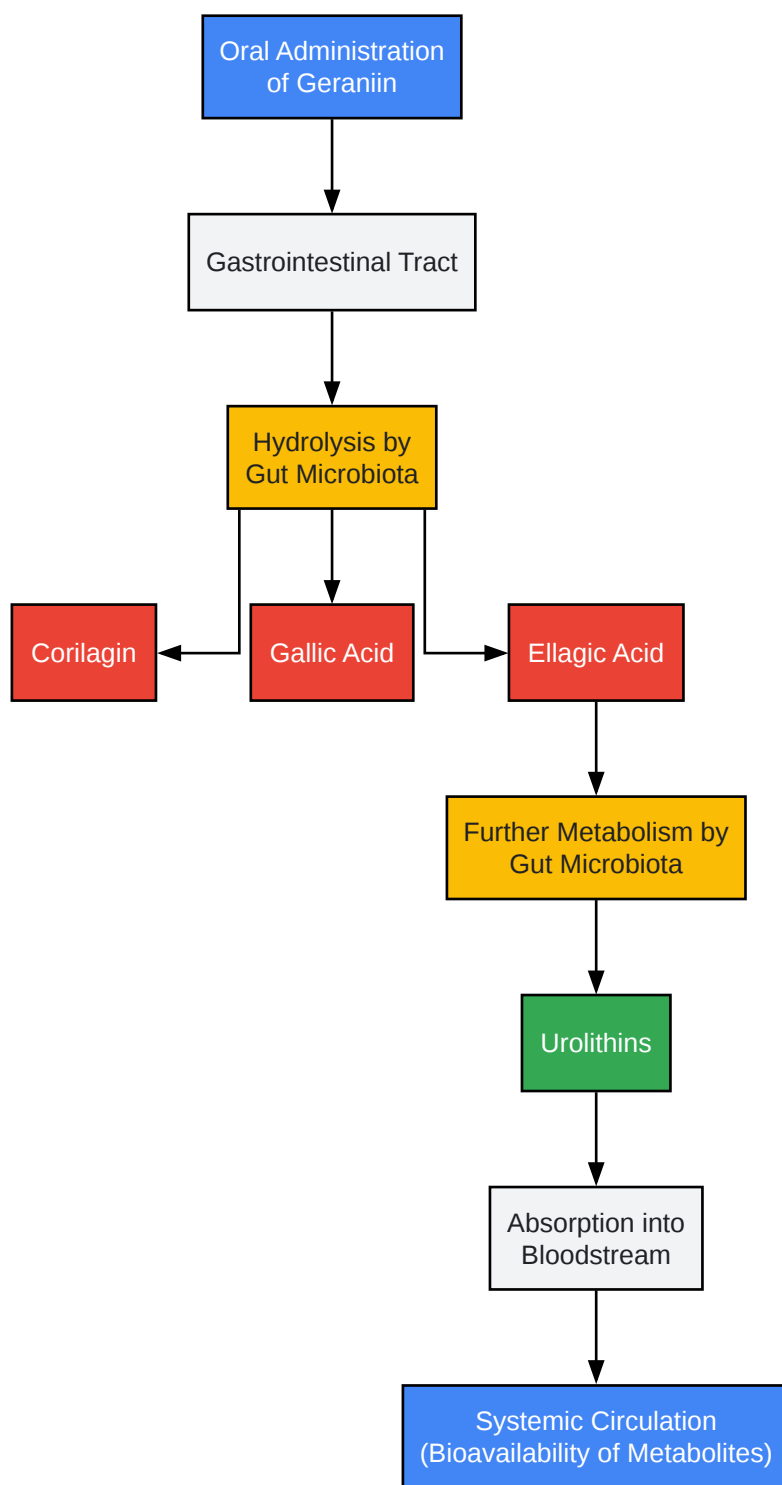 Oral Administration
of Geraniin
Gastrointestinal Tract
Hydrolysis by
Gut Microbiota
Corilagin
Gallic Acid
Ellagic Acid
Further Metabolism by
Gut Microbiota
Urolithins
Absorption into
Bloodstream
Systemic Circulation
(Bioavailability of Metabolites)